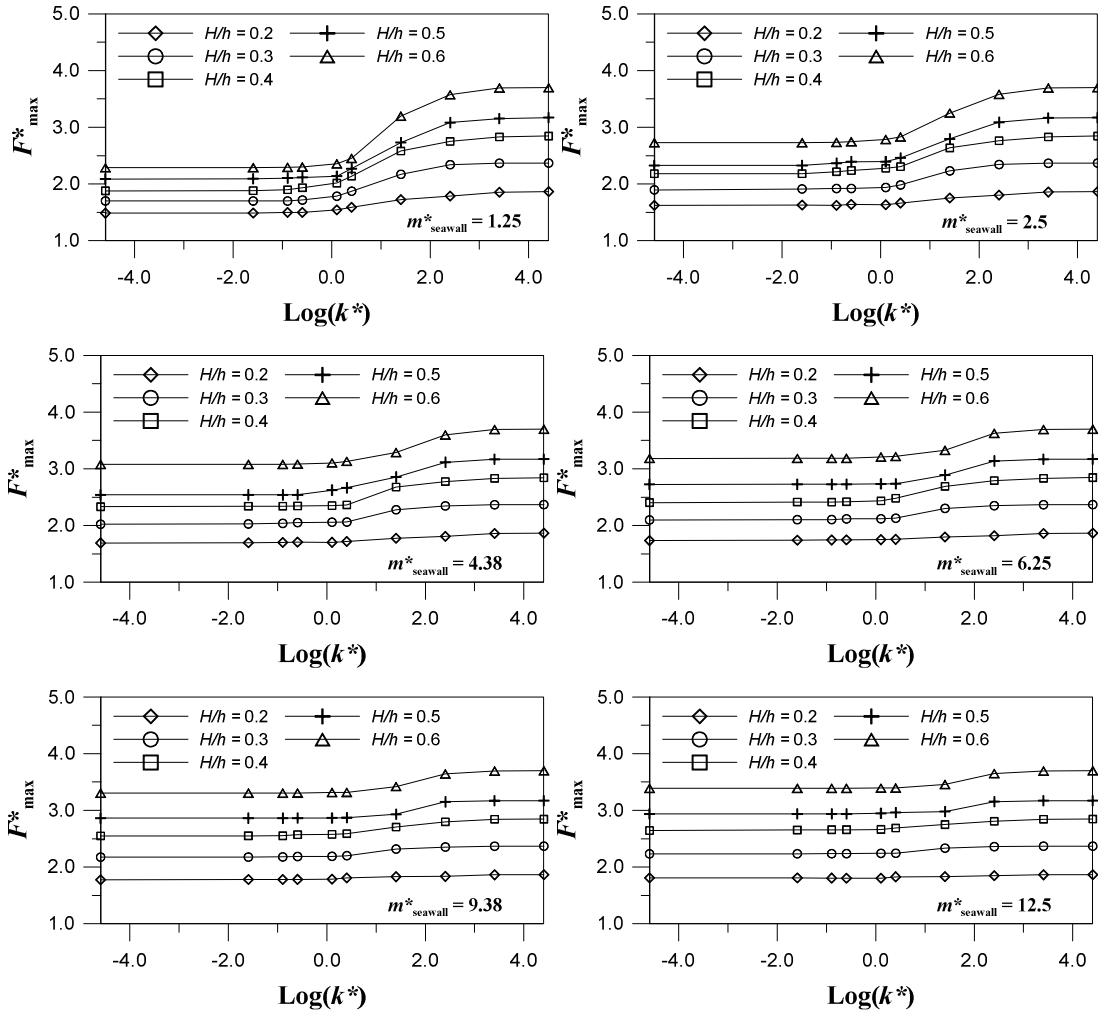 5.0
4.0
3.0
2.0
1.0
F*max
H/h = 0.2
H/h = 0.3
H/h = 0.4
H/h = 0.5
H/h = 0.6
m*seawall = 1.25
-4.0 -2.0 0.0 2.0 4.0
Log(k*)
5.0
4.0
3.0
2.0
1.0
F*max
H/h = 0.2
H/h = 0.3
H/h = 0.4
H/h = 0.5
H/h = 0.6
m*seawall = 2.5
-4.0 -2.0 0.0 2.0 4.0
Log(k*)
5.0
4.0
3.0
2.0
1.0
F*max
H/h = 0.2
H/h = 0.3
H/h = 0.4
H/h = 0.5
H/h = 0.6
m*seawall = 4.38
-4.0 -2.0 0.0 2.0 4.0
Log(k*)
5.0
4.0
3.0
2.0
1.0
F*max
H/h = 0.2
H/h = 0.3
H/h = 0.4
H/h = 0.5
H/h = 0.6
m*seawall = 6.25
-4.0 -2.0 0.0 2.0 4.0
Log(k*)
5.0
4.0
3.0
2.0
1.0
F*max
H/h = 0.2
H/h = 0.3
H/h = 0.4
H/h = 0.5
H/h = 0.6
m*seawall = 9.38
-4.0 -2.0 0.0 2.0 4.0
Log(k*)
5.0
4.0
3.0
2.0
1.0
F*max
H/h = 0.2
H/h = 0.3
H/h = 0.4
H/h = 0.5
H/h = 0.6
m*seawall = 12.5
-4.0 -2.0 0.0 2.0 4.0
Log(k*)